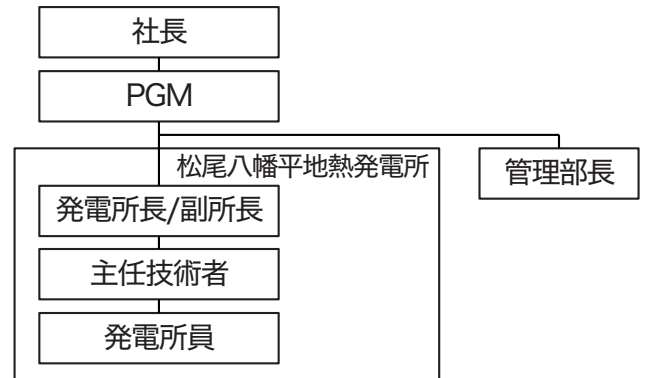 社長
PGM
松尾八幡平地熱発電所
管理部長
発電所長/副所長
主任技術者
発電所員